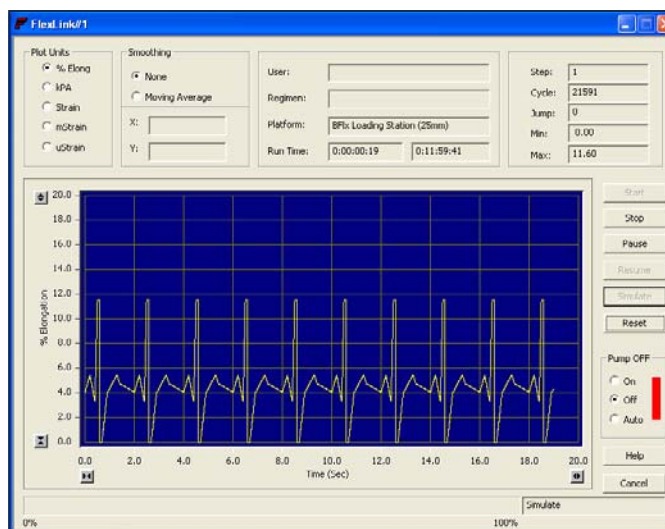 FlexLink#1
Plot Units
% Elong
kPA
Strain
mStrain
uStrain
Smoothing
None
Moving Average
X:
Y:
User:
Regimen:
Platform: BFlx Loading Station (25mm)
Run Time: 0:00:00:19 0:11:59:41
Step: 1
Cycle: 21591
Jump: 0
Min: 0.00
Max: 11.60
20.0
18.0
16.0
14.0
12.0
10.0
8.0
6.0
4.0
2.0
0.0
% Elongation
0.0 2.0 4.0 6.0 8.0 10.0 12.0 14.0 16.0 18.0 20.0
Time (Sec)
Start
Stop
Pause
Resume
Simulate
Reset
Pump OFF
On
Off
Auto
Help
Cancel
Simulate
0% 100%